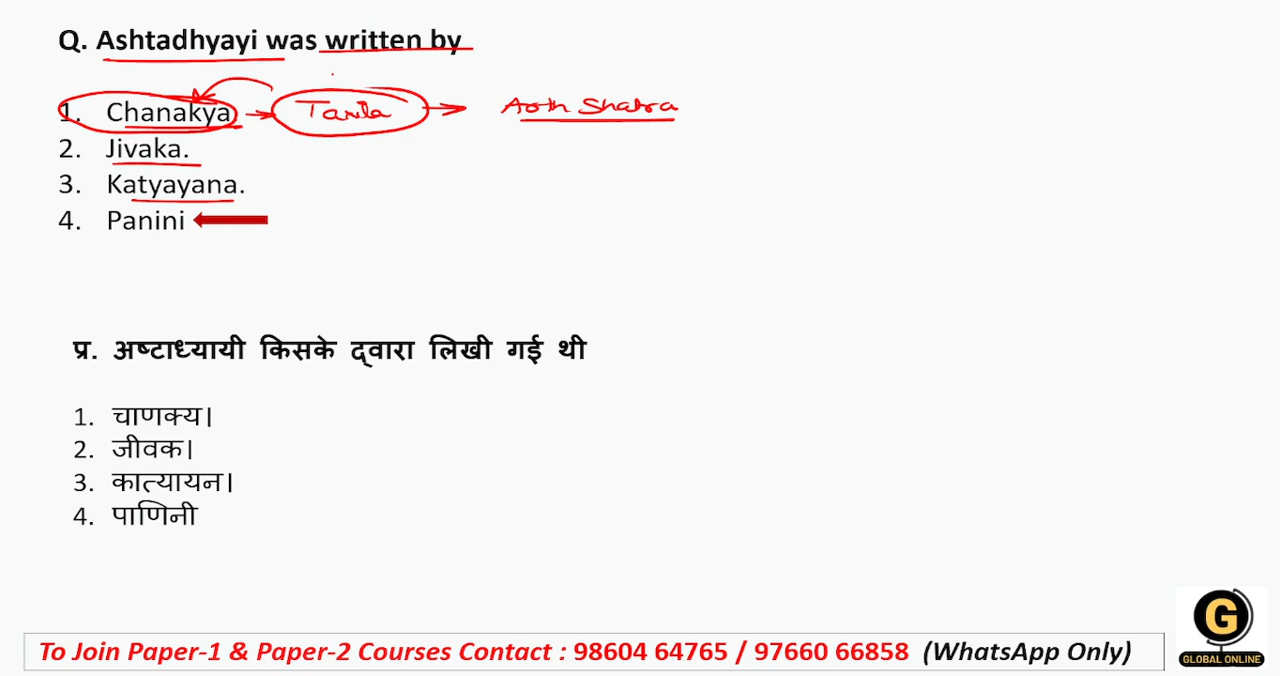 Q. Ashtadhyayi was written by
1. Chanakya → Taxila → Arth Shatra
2. Jivaka.
3. Katyayana.
4. Panini
प्र. अष्टाध्यायी किसके द्वारा लिखी गई थी
1. चाणक्य।
2. जीवक।
3. कात्यायन।
4. पाणिनी
To Join Paper-1 & Paper-2 Courses Contact : 98604 64765 / 97660 66858 (WhatsApp Only)
G
GLOBAL ONLINE